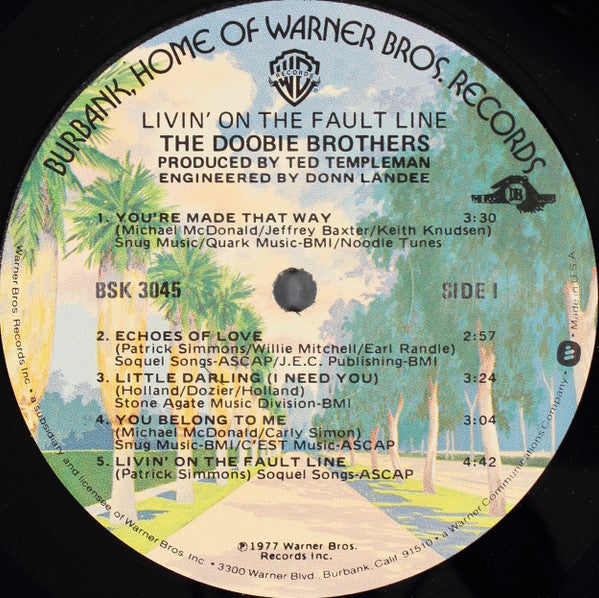 BURBANK, HOME OF WARNER BROS. RECORDS
W
RECORDS
LIVIN' ON THE FAULT LINE
THE DOOBIE BROTHERS
PRODUCED BY TED TEMPLEMAN
ENGINEERED BY DONN LANDEE
DB
1. YOU'RE MADE THAT WAY 3:30
(Michael McDonald/Jeffrey Baxter/Keith Knudsen)
Snug Music/Quark Music-BMI/Noodle Tunes
BSK 3045 SIDE I
2. ECHOES OF LOVE 2:57
(Patrick Simmons/Willie Mitchell/Earl Randle)
Soquel Songs-ASCAP/J.E.C. Publishing-BMI
3. LITTLE DARLING (I NEED YOU) 3:24
(Holland/Dozier/Holland)
Stone Agate Music Division-BMI
4. YOU BELONG TO ME 3:04
(Michael McDonald/Carly Simon)
Snug Music-BMI/C'EST Music-ASCAP
5. LIVIN' ON THE FAULT LINE 4:42
(Patrick Simmons) Soquel Songs-ASCAP
℗1977 Warner Bros.
Records Inc.
Warner Bros. Records Inc. • a subsidiary and licensee of Warner Bros. Inc. • 3300 Warner Blvd., Burbank, Calif. 91510 • a Warner Communications Company • Made in U.S.A.